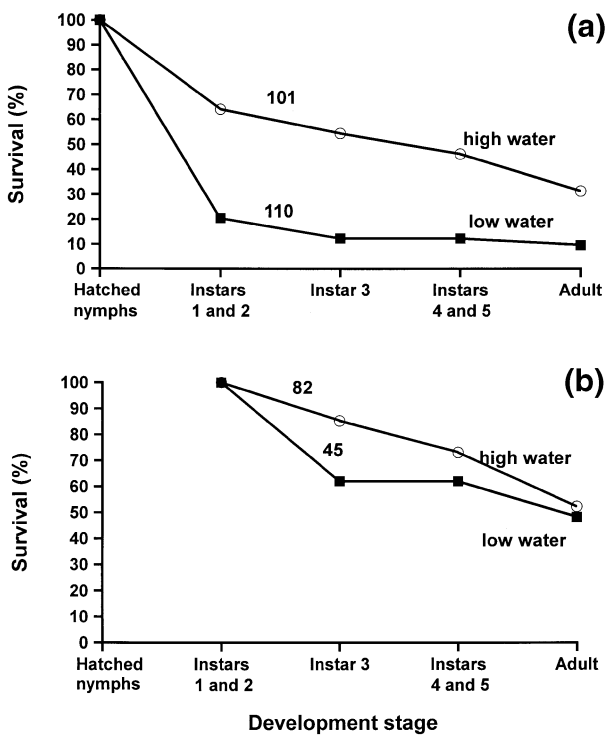 (a)
100
90
80
70
60
50
40
30
20
10
0
Survival (%)
101
high water
110
low water
Hatched
nymphs
Instars
1 and 2
Instar 3
Instars
4 and 5
Adult
(b)
100
90
80
70
60
50
40
30
20
10
0
Survival (%)
82
45
high water
low water
Hatched
nymphs
Instars
1 and 2
Instar 3
Instars
4 and 5
Adult
Development stage